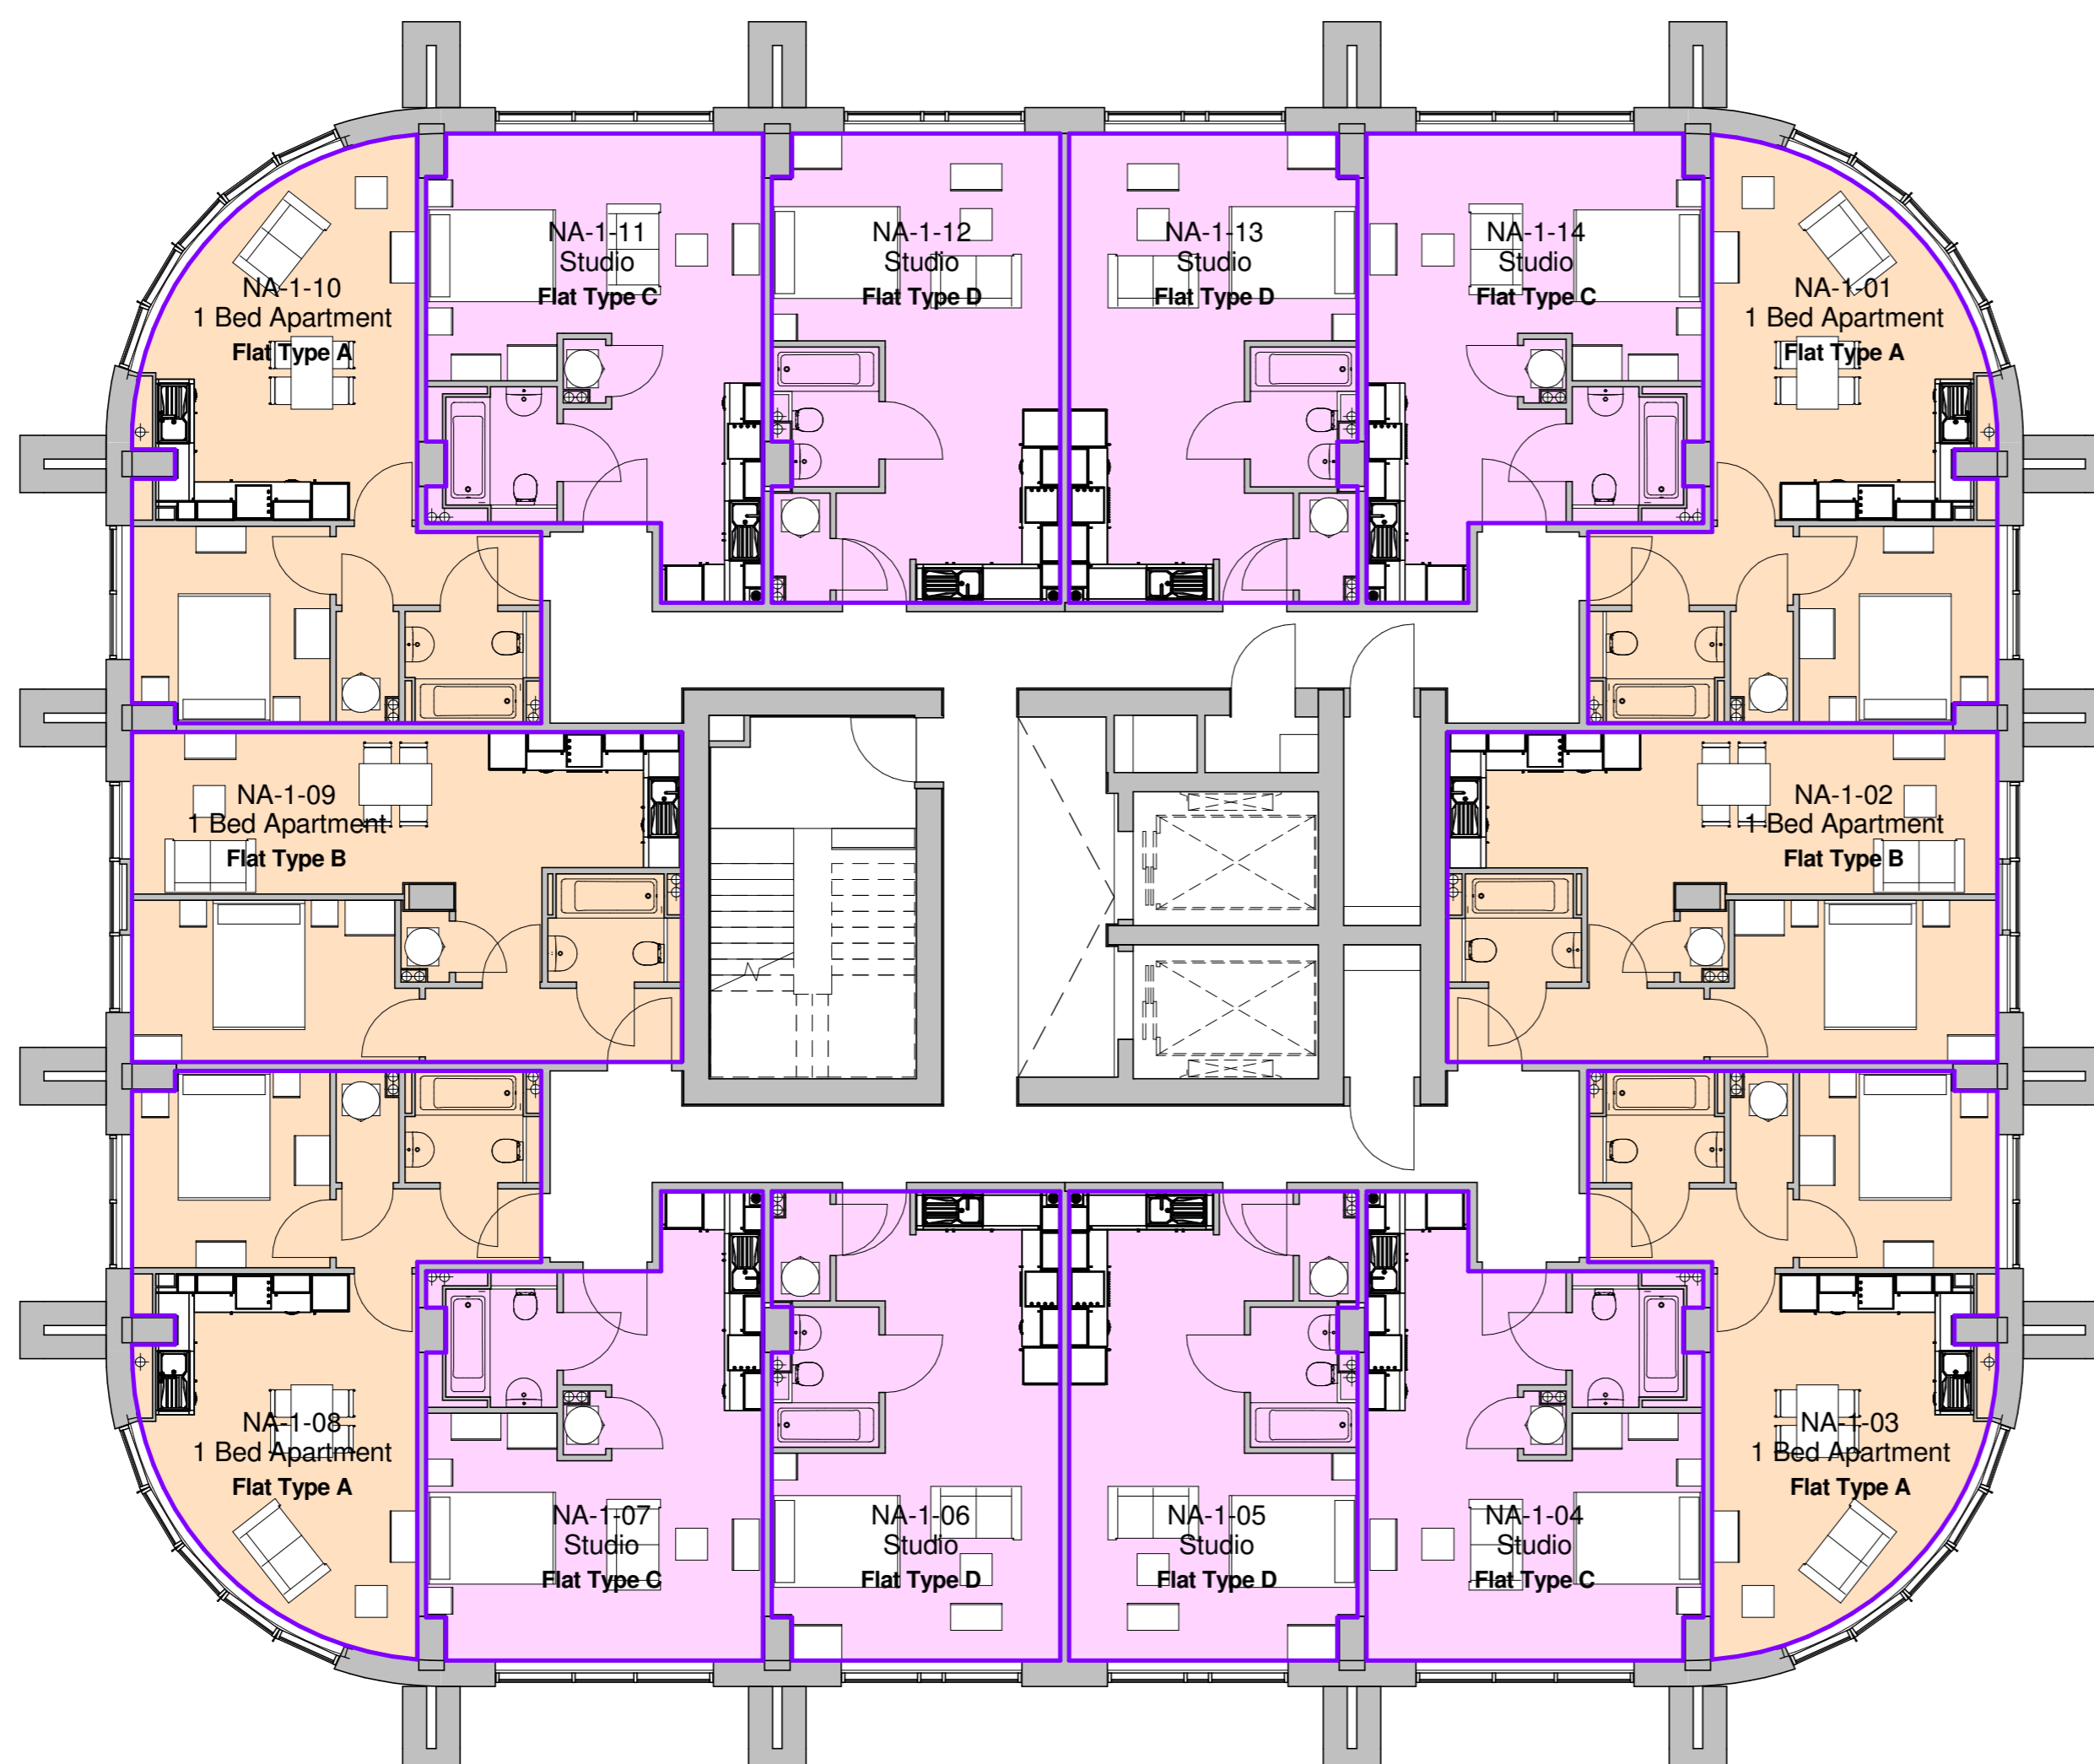 NA-1-11
Studio
Flat Type C
NA-1-12
Studio
Flat Type D
NA-1-13
Studio
Flat Type D
NA-1-14
Studio
Flat Type C
NA-1-10
1 Bed Apartment
Flat Type A
NA-1-01
1 Bed Apartment
Flat Type A
NA-1-09
1 Bed Apartment
Flat Type B
NA-1-02
1 Bed Apartment
Flat Type B
NA-1-08
1 Bed Apartment
Flat Type A
NA-1-03
1 Bed Apartment
Flat Type A
NA-1-07
Studio
Flat Type C
NA-1-06
Studio
Flat Type D
NA-1-05
Studio
Flat Type D
NA-1-04
Studio
Flat Type C